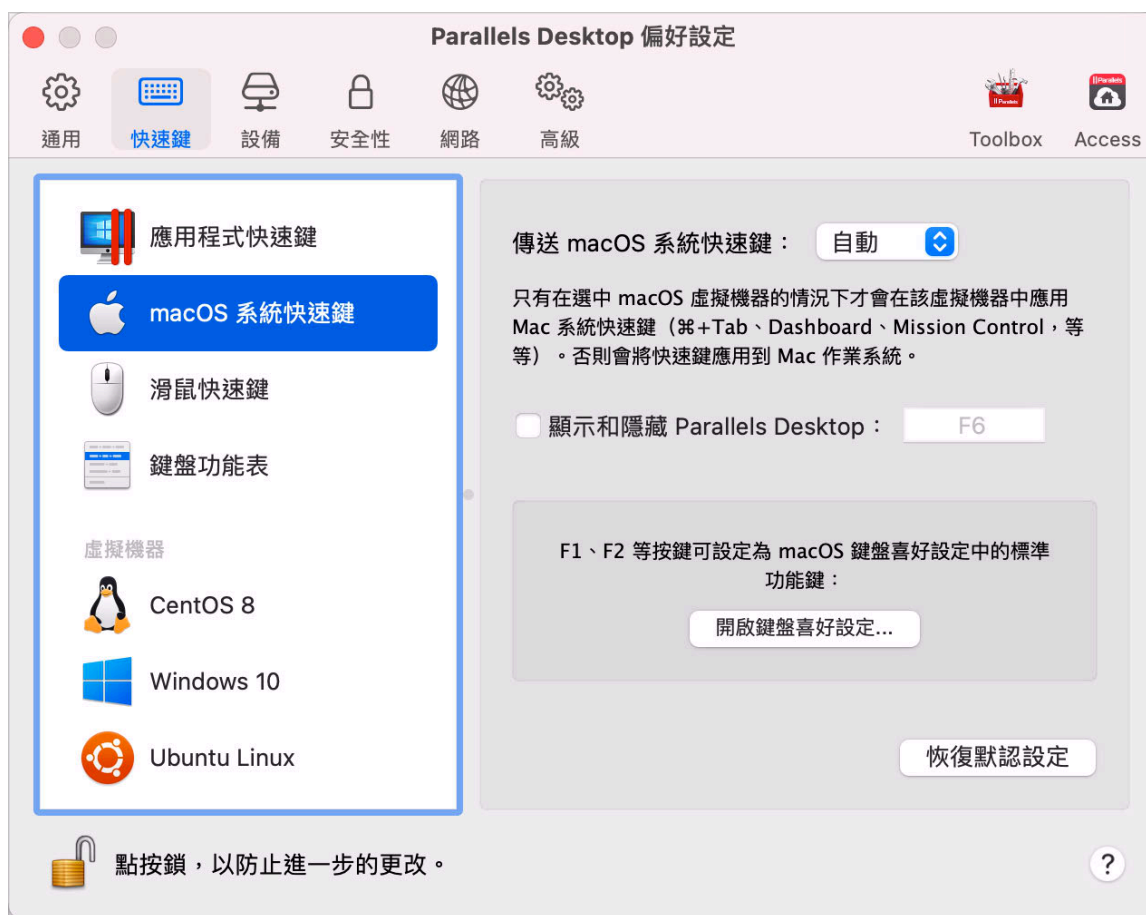 Parallels Desktop 偏好設定
通用
快速鍵
設備
安全性
網路
高級
Toolbox
Access
應用程式快速鍵
macOS 系統快速鍵
滑鼠快速鍵
鍵盤功能表
虛擬機器
CentOS 8
Windows 10
Ubuntu Linux
傳送 macOS 系統快速鍵： 自動
只有在選中 macOS 虛擬機器的情況下才會在該虛擬機器中應用
Mac 系統快速鍵（⌘+Tab、Dashboard、Mission Control，等
等）。否則會將快速鍵應用到 Mac 作業系統。
顯示和隱藏 Parallels Desktop： F6
F1、F2 等按鍵可設定為 macOS 鍵盤喜好設定中的標準
功能鍵：
開啟鍵盤喜好設定...
恢復默認設定
點按鎖，以防止進一步的更改。
?